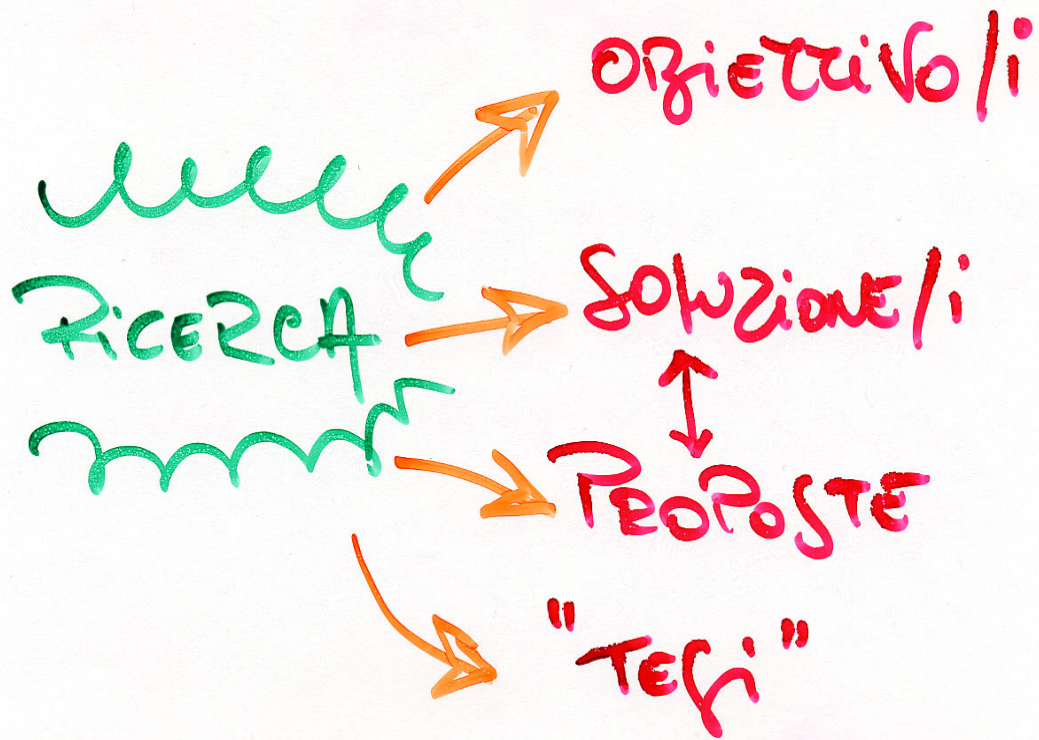 OBiETTiVO/i
SOluZiONE/i
RiCERCA
PROPOSTE
"TESi"